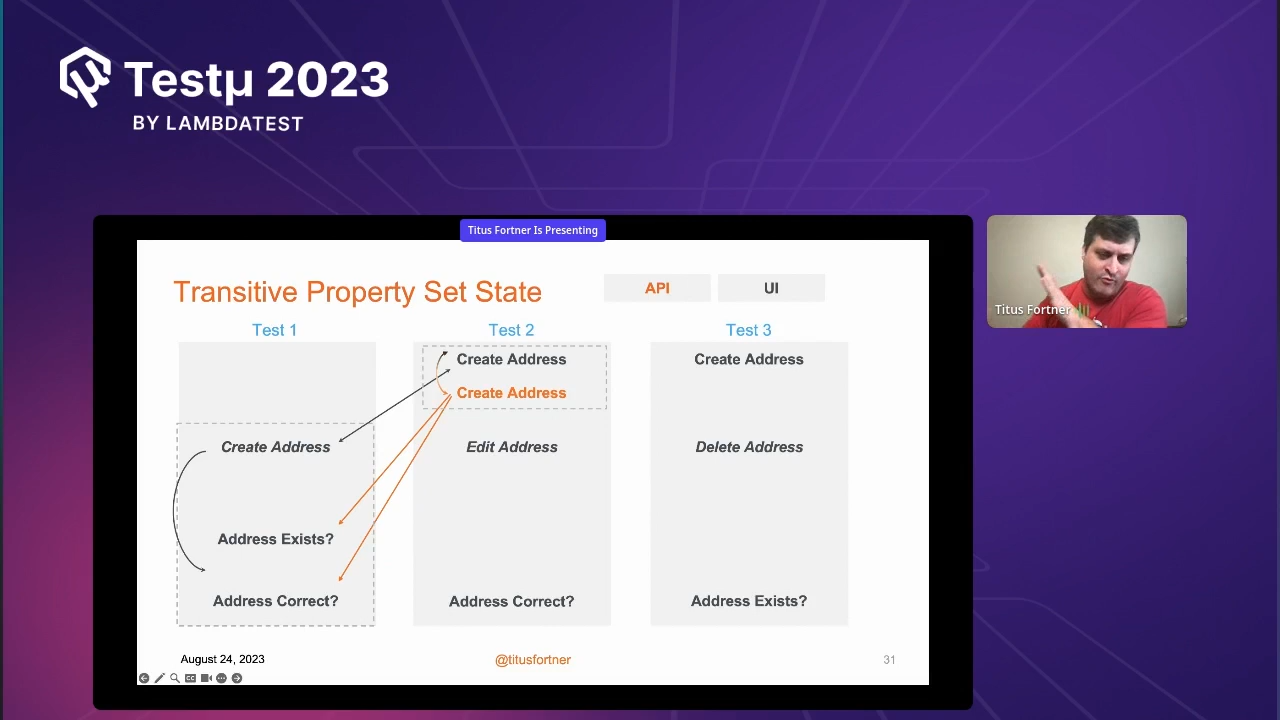 Testµ 2023
BY LAMBDATEST
Titus Fortner Is Presenting
Transitive Property Set State
API
UI
Test 1
Test 2
Test 3
Create Address
Create Address
Create Address
Create Address
Edit Address
Delete Address
Address Exists?
Address Correct?
Address Correct?
Address Exists?
August 24, 2023
@titusfortner
31
Titus Fortner